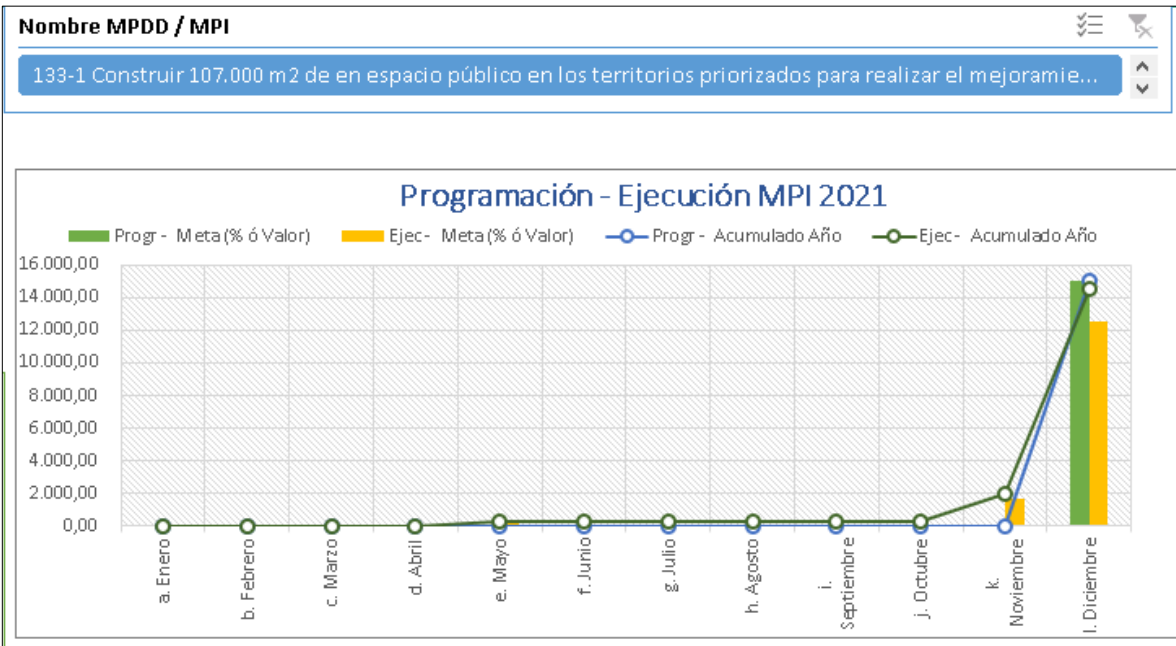 Nombre MPDD / MPI
133-1 Construir 107.000 m2 de en espacio público en los territorios priorizados para realizar el mejoramie...
Programación - Ejecución MPI 2021
Progr - Meta (% ó Valor) Ejec- Meta (% ó Valor) Progr - Acumulado Año Ejec- Acumulado Año
16.000,00
14.000,00
12.000,00
10.000,00
8.000,00
6.000,00
4.000,00
2.000,00
0,00
a. Enero
b. Febrero
c. Marzo
d. Abril
e. Mayo
f. Junio
g. Julio
h. Agosto
i.
Septiembre
j. Octubre
k.
Noviembre
l. Diciembre